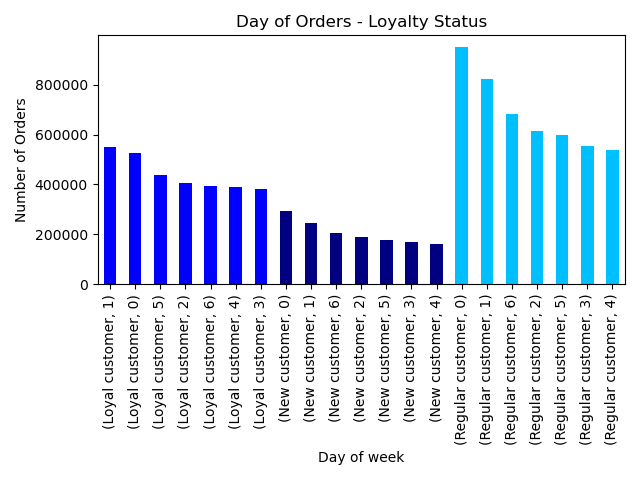 Day of Orders - Loyalty Status
Number of Orders
800000
600000
400000
200000
0
(Loyal customer, 1)
(Loyal customer, 0)
(Loyal customer, 5)
(Loyal customer, 2)
(Loyal customer, 6)
(Loyal customer, 4)
(Loyal customer, 3)
(New customer, 0)
(New customer, 1)
(New customer, 6)
(New customer, 2)
(New customer, 5)
(New customer, 3)
(New customer, 4)
(Regular customer, 0)
(Regular customer, 1)
(Regular customer, 6)
(Regular customer, 2)
(Regular customer, 5)
(Regular customer, 3)
(Regular customer, 4)
Day of week